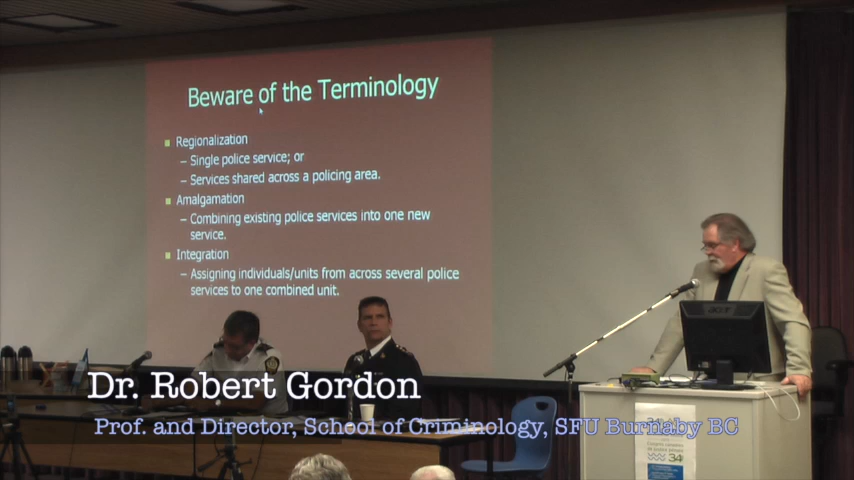 Beware of the Terminology
Regionalization
– Single police service; or
– Services shared across a policing area.
Amalgamation
– Combining existing police services into one new
service.
Integration
– Assigning individuals/units from across several police
services to one combined unit.
acer
Dr. Robert Gordon
Prof. and Director, School of Criminology, SFU Burnaby BC
34